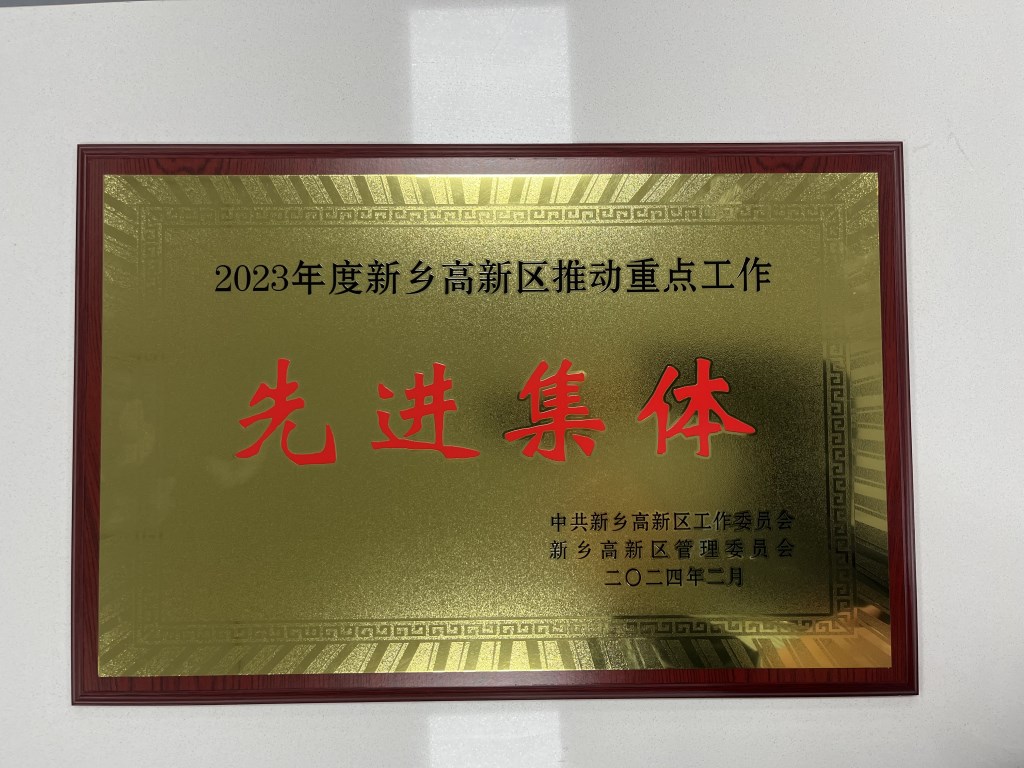 2023年度新乡高新区推动重点工作
先进集体
中共新乡高新区工作委员会
新乡高新区管理委员会
二〇二四年二月